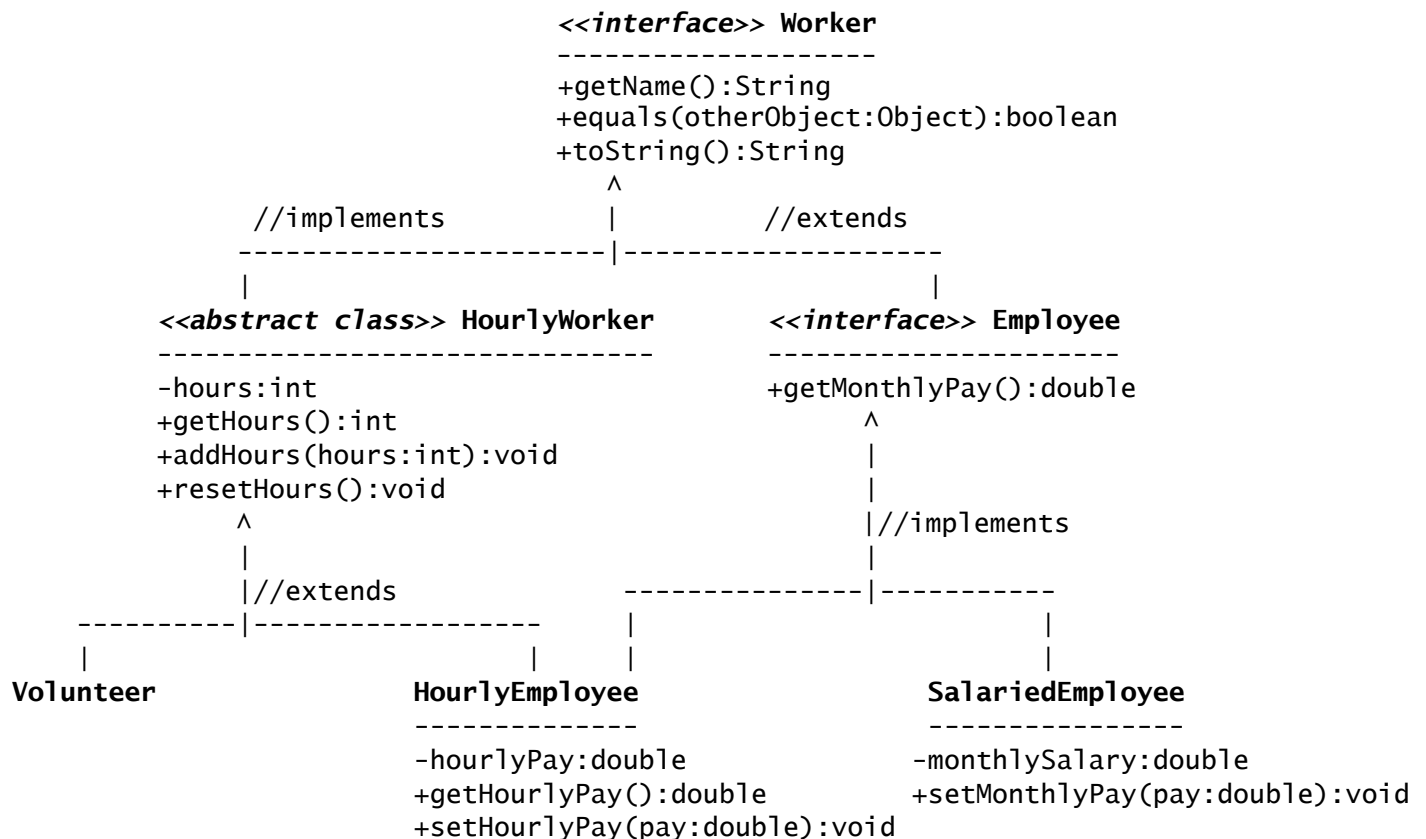 <<interface>> Worker
--------------------
+getName():String
+equals(otherObject:Object):boolean
+toString():String
^
//implements | //extends
-----------------------|--------------------
| |
<<abstract class>> HourlyWorker <<interface>> Employee
------------------------------- ----------------------
-hours:int +getMonthlyPay():double
+getHours():int ^
+addHours(hours:int):void |
+resetHours():void |
^ |//implements
| |
|//extends ---------------|-----------
----------|------------------ | |
| | | |
Volunteer HourlyEmployee SalariedEmployee
-------------- ----------------
-hourlyPay:double -monthlySalary:double
+getHourlyPay():double +setMonthlyPay(pay:double):void
+setHourlyPay(pay:double):void